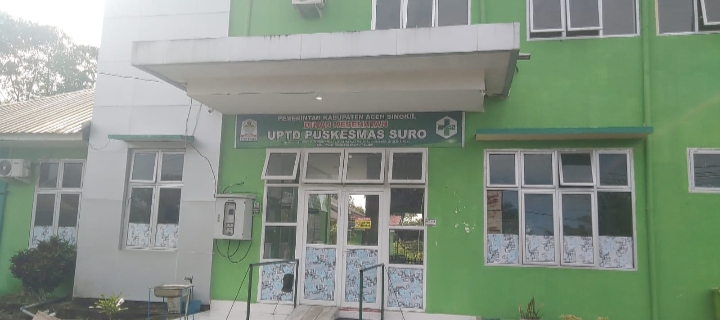 PEMERINTAH KABUPATEN ACEH SINGKIL
DINAS KESEHATAN
UPTD PUSKESMAS SURO